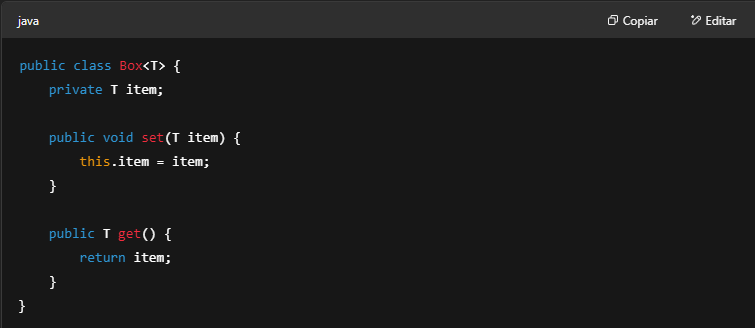 java
Copiar
Editar
public class Box<T> {
    private T item;

    public void set(T item) {
        this.item = item;
    }

    public T get() {
        return item;
    }
}